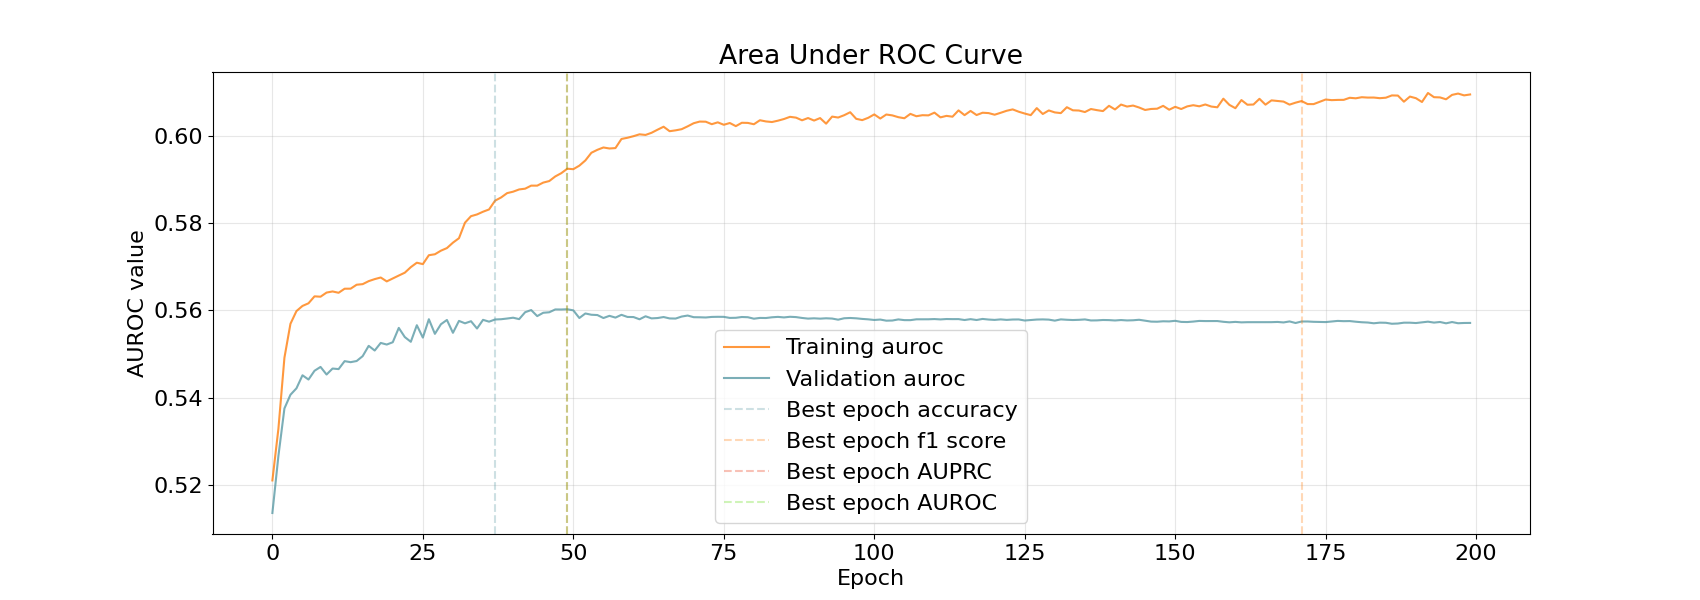 Area Under ROC Curve
AUROC value
0.60
0.58
0.56
0.54
0.52
Training auroc
Validation auroc
Best epoch accuracy
Best epoch f1 score
Best epoch AUPRC
Best epoch AUROC
0 25 50 75 100 125 150 175 200
Epoch